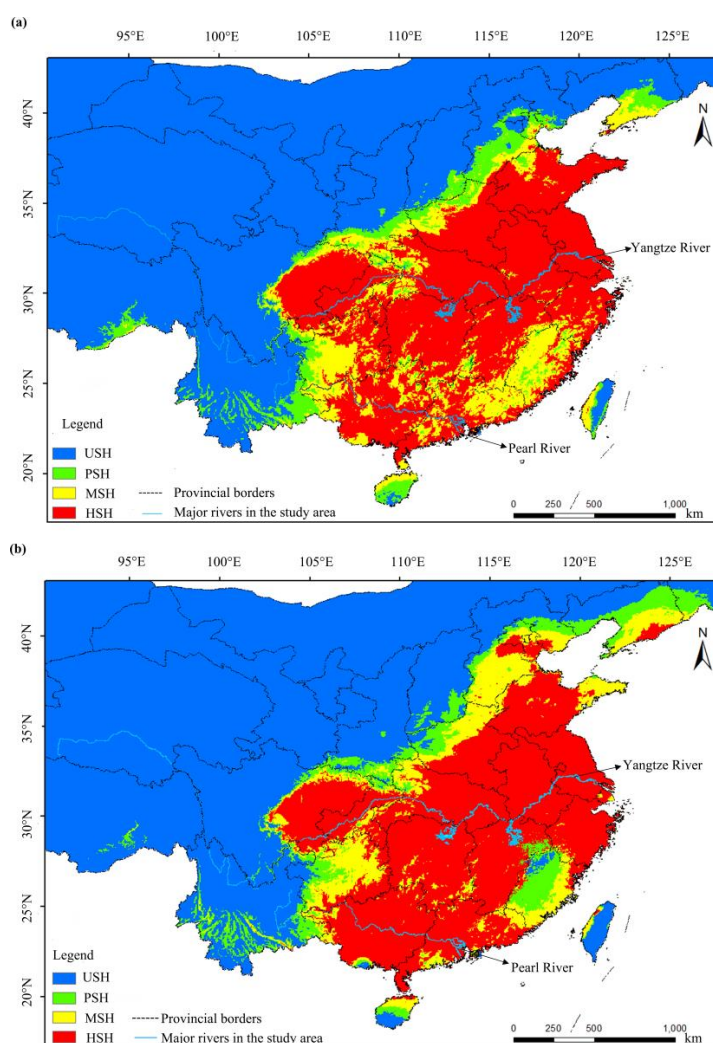 (a)
95°E 100°E 105°E 110°E 115°E 120°E 125°E
40°N
N
35°N
Yangtze River
30°N
25°N
Legend
USH
Pearl River
PSH
20°N
MSH Provincial borders
0 250 500 1,000
HSH Major rivers in the study area
km
(b)
95°E 100°E 105°E 110°E 115°E 120°E 125°E
40°N
N
35°N
Yangtze River
30°N
25°N
Legend
USH
Pearl River
PSH
20°N
MSH Provincial borders
0 250 500 1,000
HSH Major rivers in the study area
km